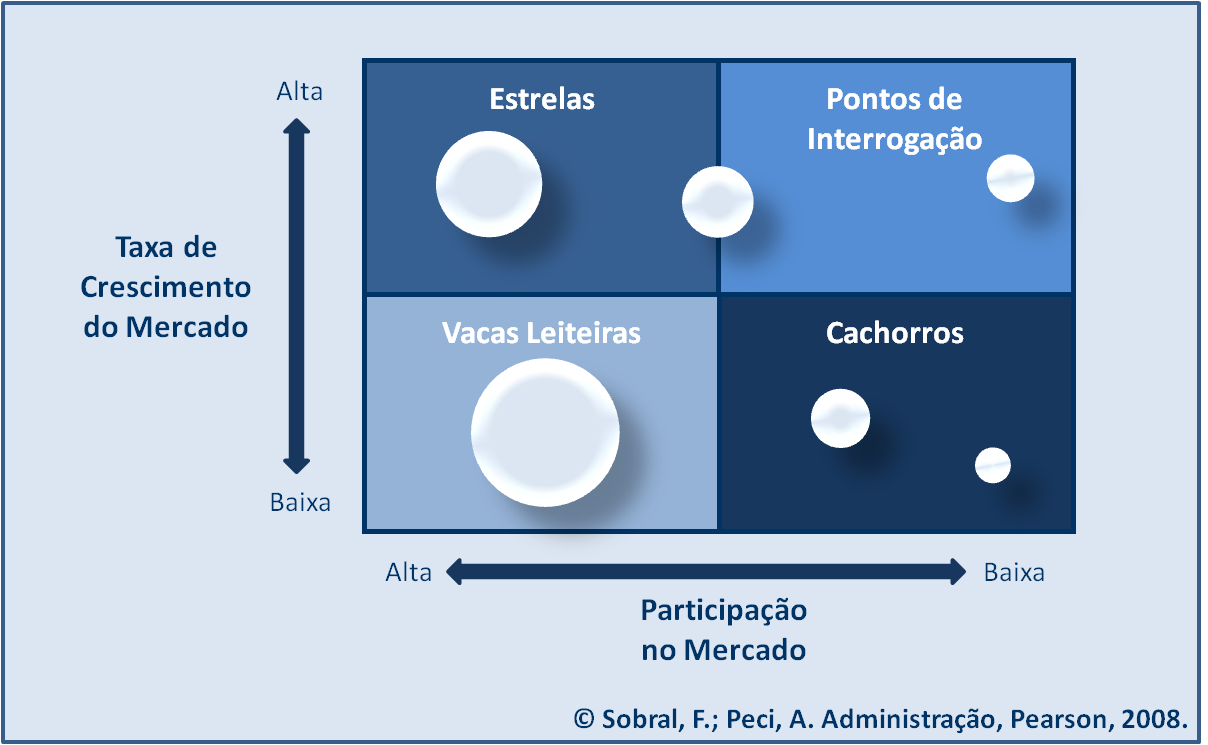 Alta
Estrelas
Pontos de
Interrogação
Taxa de
Crescimento
do Mercado
Vacas Leiteiras
Cachorros
Baixa
Alta
Baixa
Participação
no Mercado
© Sobral, F.; Peci, A. Administração, Pearson, 2008.